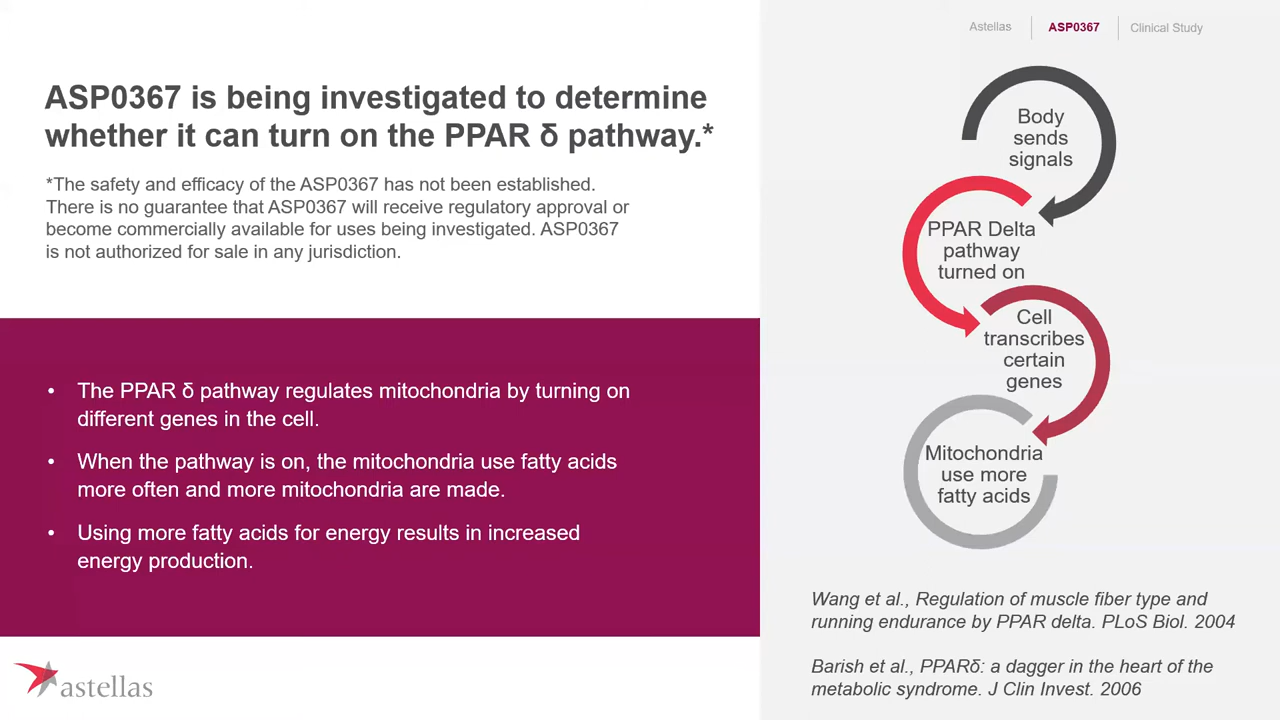 Astellas
ASP0367
Clinical Study
ASP0367 is being investigated to determine
whether it can turn on the PPAR δ pathway.*
*The safety and efficacy of the ASP0367 has not been established.
There is no guarantee that ASP0367 will receive regulatory approval or
become commercially available for uses being investigated. ASP0367
is not authorized for sale in any jurisdiction.
• The PPAR δ pathway regulates mitochondria by turning on
different genes in the cell.
• When the pathway is on, the mitochondria use fatty acids
more often and more mitochondria are made.
• Using more fatty acids for energy results in increased
energy production.
astellas
Body
sends
signals
PPAR Delta
pathway
turned on
Cell
transcribes
certain
genes
Mitochondria
use more
fatty acids
Wang et al., Regulation of muscle fiber type and
running endurance by PPAR delta. PLoS Biol. 2004
Barish et al., PPARδ: a dagger in the heart of the
metabolic syndrome. J Clin Invest. 2006